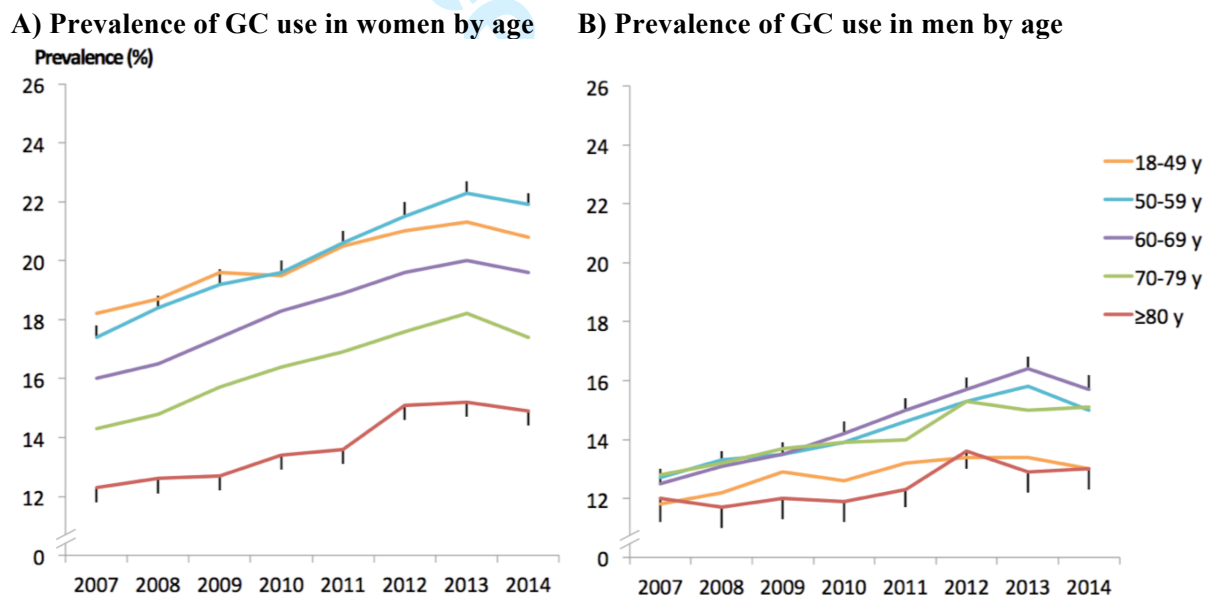 A) Prevalence of GC use in women by age
B) Prevalence of GC use in men by age
Prevalence (%)
26
24
22
20
18
16
14
12
0
2007 2008 2009 2010 2011 2012 2013 2014
26
24
22
20
18
16
14
12
0
2007 2008 2009 2010 2011 2012 2013 2014
18-49 y
50-59 y
60-69 y
70-79 y
≥80 y